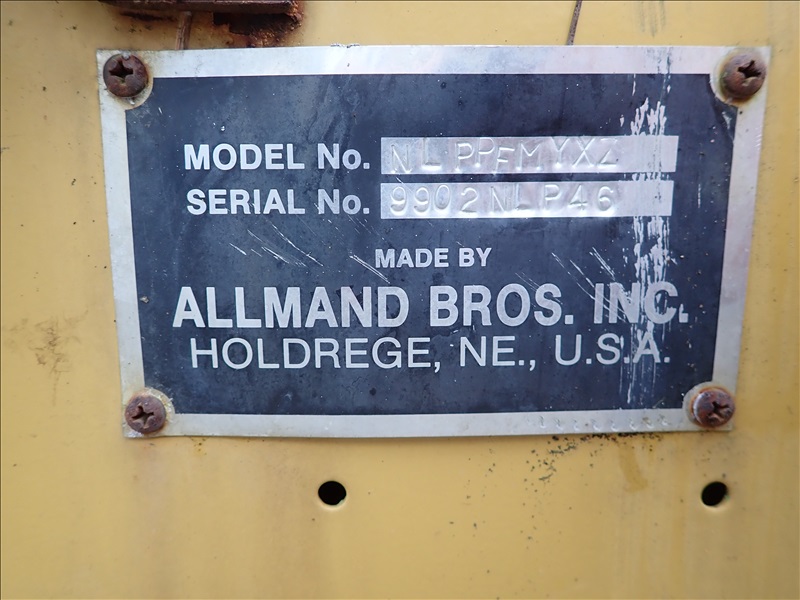 MODEL No. NLPPFMYXZ
SERIAL No. 9902NLP46
MADE BY
ALLMAND BROS. INC.
HOLDREGE, NE., U.S.A.